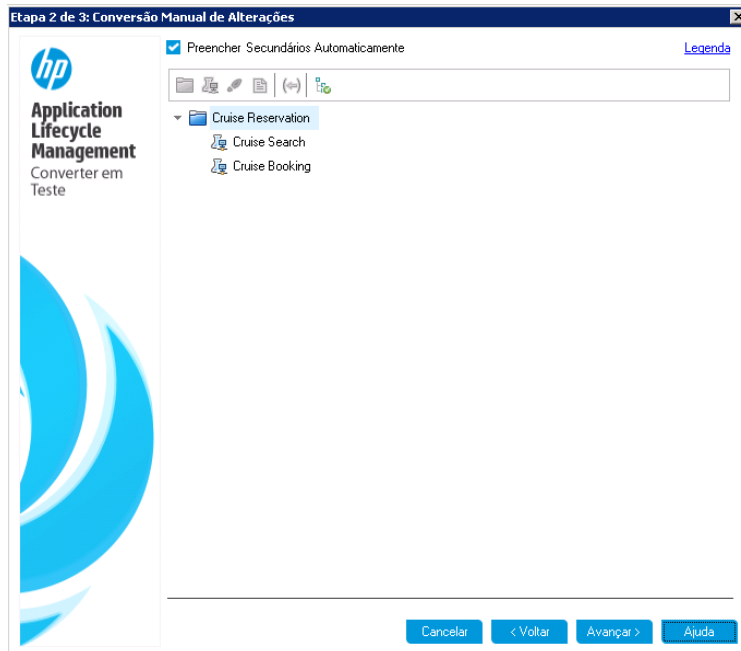 Etapa 2 de 3: Conversão Manual de Alterações
hp
Application
Lifecycle
Management
Converter em
Teste
Preencher Secundários Automaticamente
Legenda
Cruise Reservation
Cruise Search
Cruise Booking
Cancelar
< Voltar
Avançar >
Ajuda